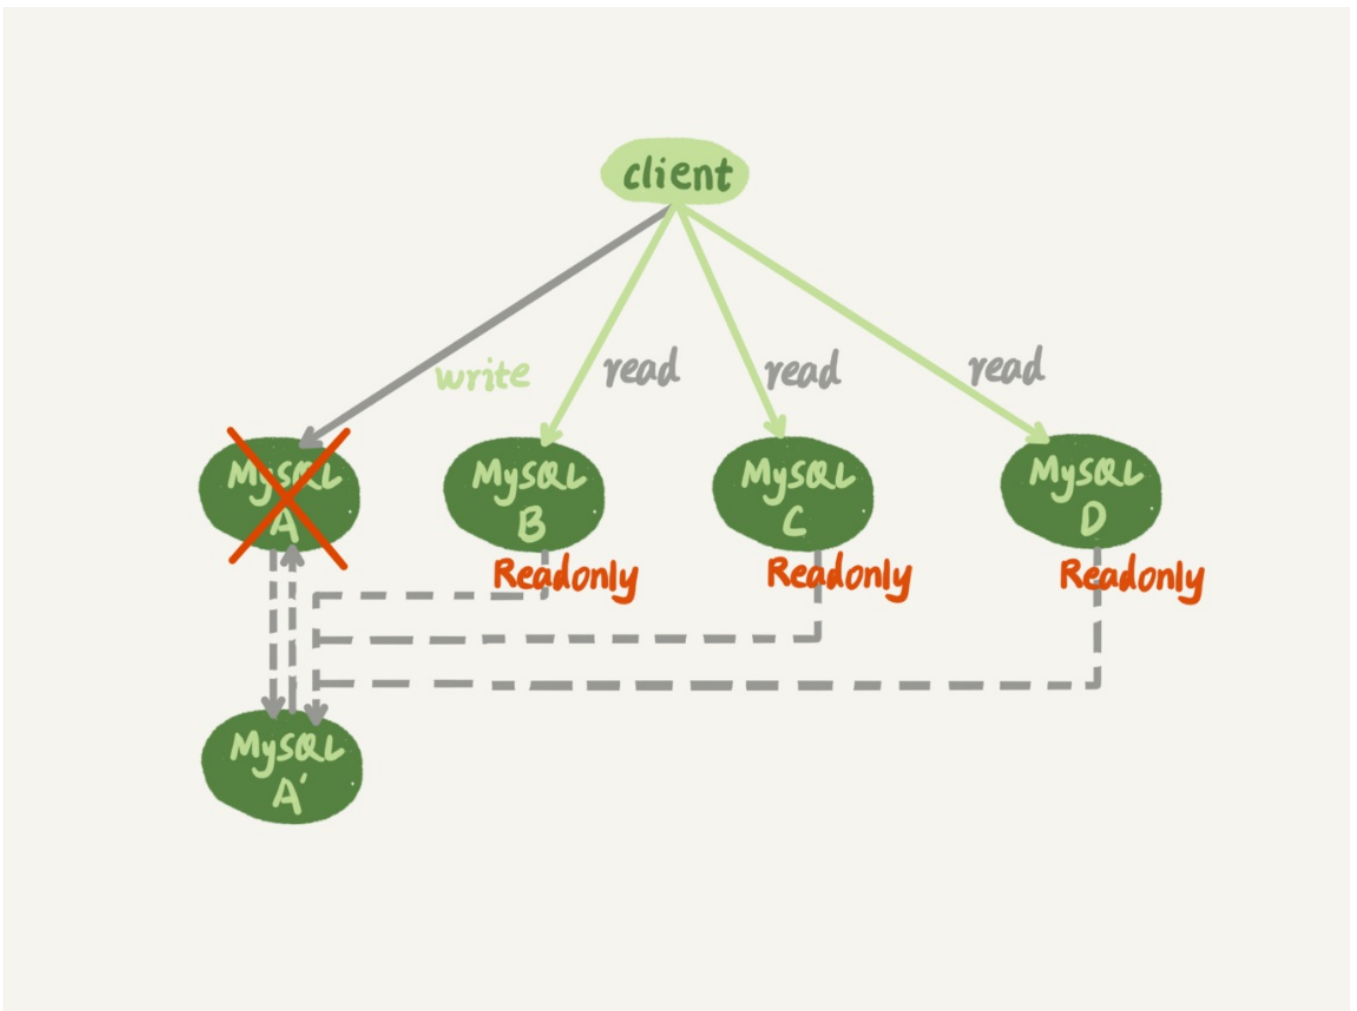 client
write
read
read
read
MySQL
A
MySQL
B
MySQL
C
MySQL
D
Readonly
Readonly
Readonly
MySQL
A'